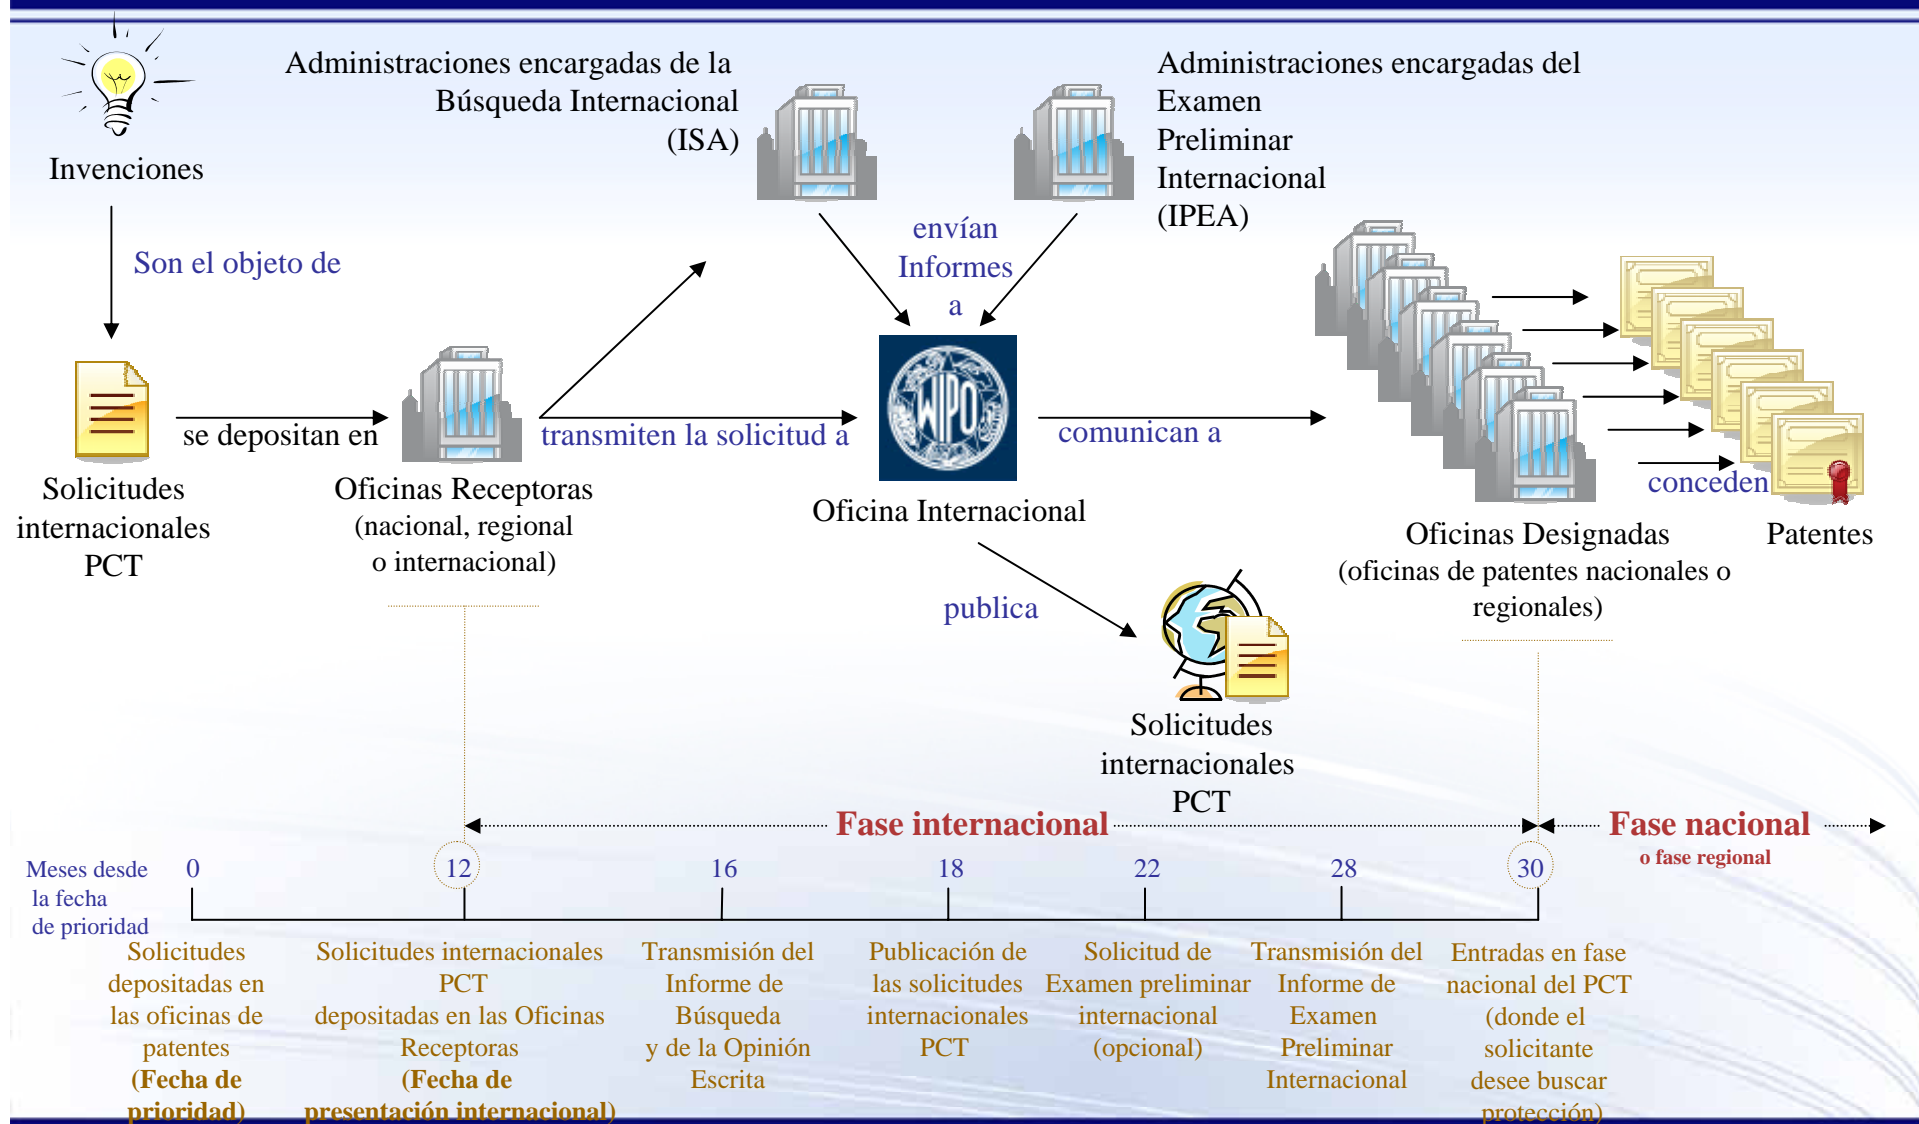 Administraciones encargadas de la
Búsqueda Internacional
(ISA)
Administraciones encargadas del
Examen
Preliminar
Internacional
(IPEA)
Invenciones
Son el objeto de
envían
Informes
a
WIPO
se depositan en
transmiten la solicitud a
comunican a
conceden
Solicitudes
internacionales
PCT
Oficinas Receptoras
(nacional, regional
o internacional)
Oficina Internacional
Oficinas Designadas
(oficinas de patentes nacionales o
regionales)
Patentes
publica
Solicitudes
internacionales
PCT
Fase internacional
Fase nacional
o fase regional
Meses desde
la fecha
de prioridad
0
12
16
18
22
28
30
Solicitudes
depositadas en
las oficinas de
patentes
(Fecha de
prioridad)
Solicitudes internacionales
PCT
depositadas en las Oficinas
Receptoras
(Fecha de
presentación internacional)
Transmisión del
Informe de
Búsqueda
y de la Opinión
Escrita
Publicación de
las solicitudes
internacionales
PCT
Solicitud de
Examen preliminar
internacional
(opcional)
Transmisión del
Informe de
Examen
Preliminar
Internacional
Entradas en fase
nacional del PCT
(donde el
solicitante
desee buscar
protección)